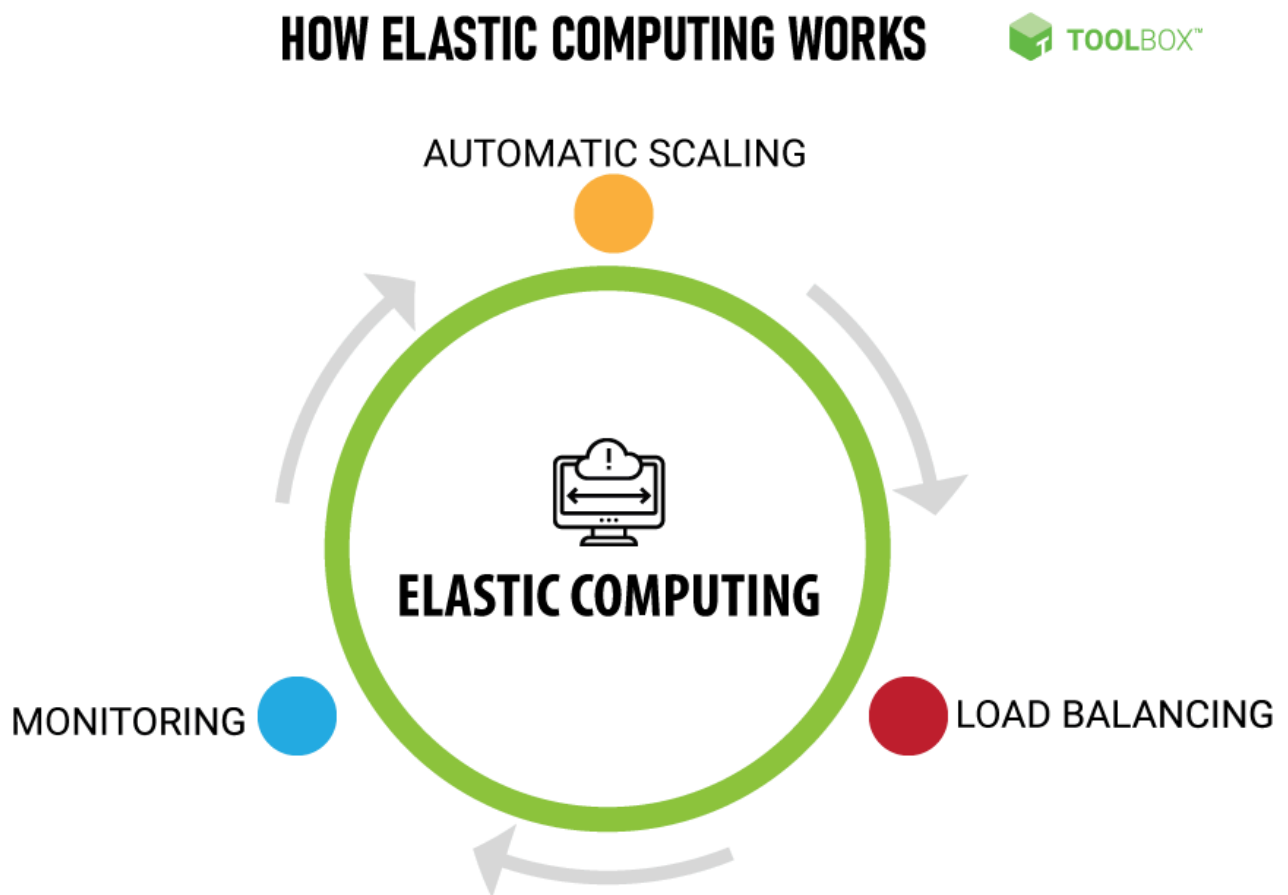 HOW ELASTIC COMPUTING WORKS
T TOOLBOX™
AUTOMATIC SCALING
!
ELASTIC COMPUTING
MONITORING
LOAD BALANCING